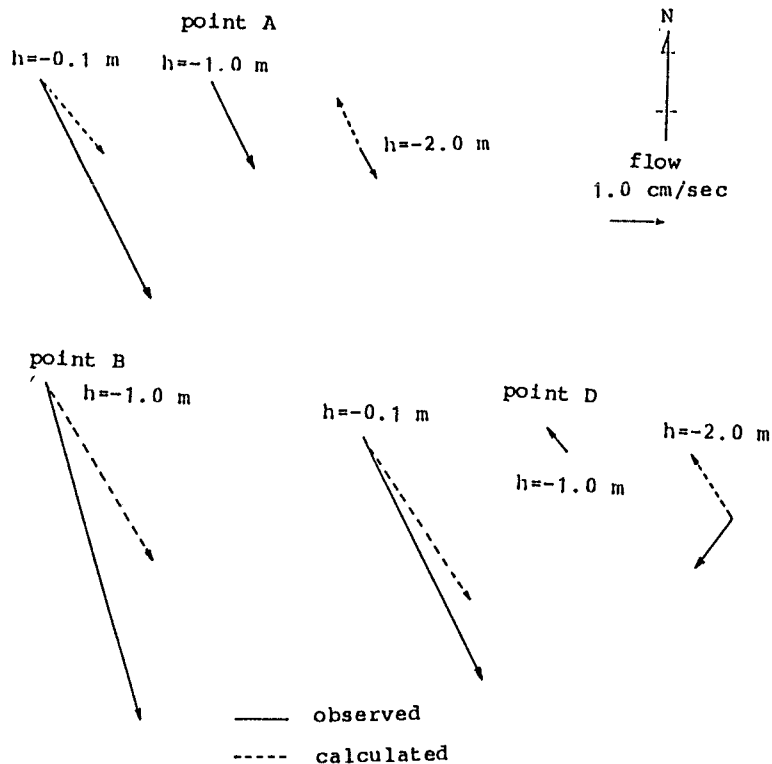 point A
h=-0.1 m
h=-1.0 m
h=-2.0 m
N
flow
1.0 cm/sec
point B
h=-1.0 m
h=-0.1 m
point D
h=-1.0 m
h=-2.0 m
observed
calculated